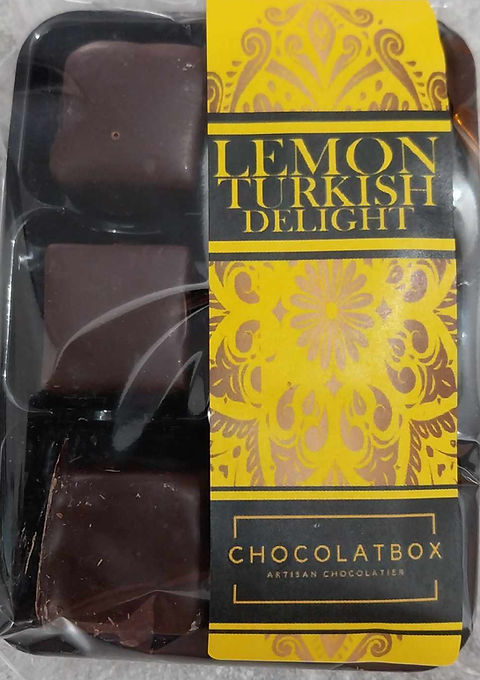 LEMON
TURKISH
DELIGHT
CHOCOLATBOX
ARTISAN CHOCOLATIER